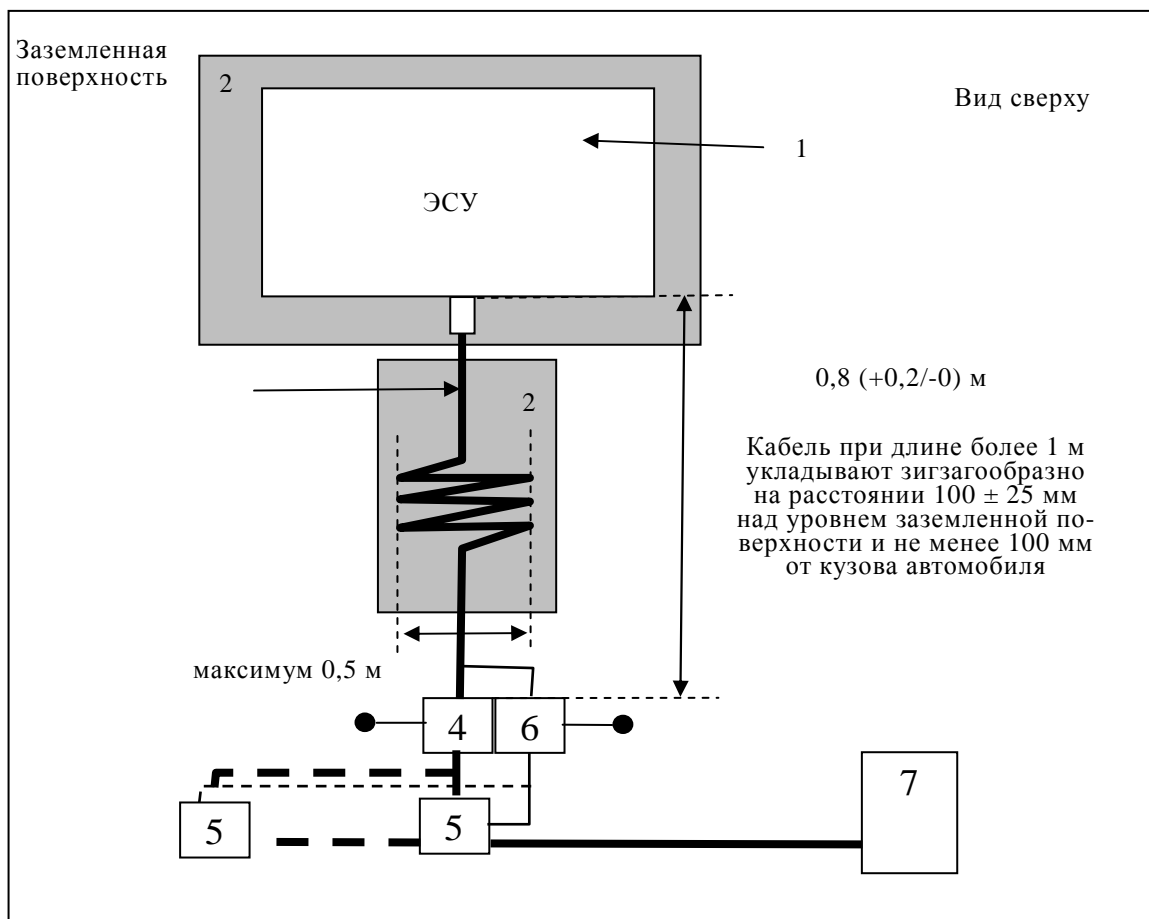 Заземленная
поверхность
2
Вид сверху
1
ЭСУ
0,8 (+0,2/-0) м
2
Кабель при длине более 1 м
укладывают зигзагообразно
на расстоянии 100 ± 25 мм
над уровнем заземленной по-
верхности и не менее 100 мм
от кузова автомобиля
максимум 0,5 м
4
6
7
5
5